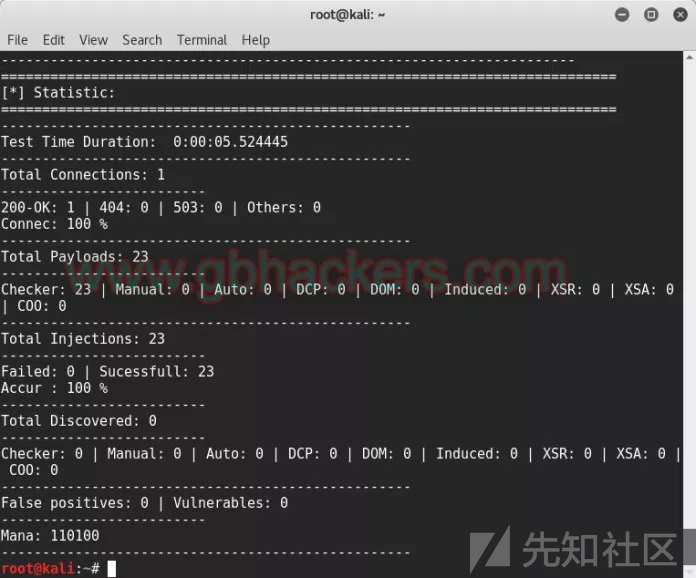 root@kali: ~
File Edit View Search Terminal Help
----------------------------------------------------------------------
===========================================================================
[*] Statistic:
===========================================================================
--------------------------------------------------
Test Time Duration:  0:00:05.524445
--------------------------------------------------
Total Connections: 1
-------------------------
200-OK: 1 | 404: 0 | 503: 0 | Others: 0
Connec: 100 %
--------------------------------------------------
Total Payloads: 23
-------------------------
www.gbhackers.com
Checker: 23 | Manual: 0 | Auto: 0 | DCP: 0 | DOM: 0 | Induced: 0 | XSR: 0 | XSA: 0
| COO: 0
--------------------------------------------------
Total Injections: 23
-------------------------
Failed: 0 | Sucessfull: 23
Accur : 100 %
-------------------------
Total Discovered: 0
-------------------------
Checker: 0 | Manual: 0 | Auto: 0 | DCP: 0 | DOM: 0 | Induced: 0 | XSR: 0 | XSA: 0 |
 COO: 0
--------------------------------------------------
False positives: 0 | Vulnerables: 0
-------------------------
Mana: 110100
--------------------------------------------------
root@kali:~#
先知社区